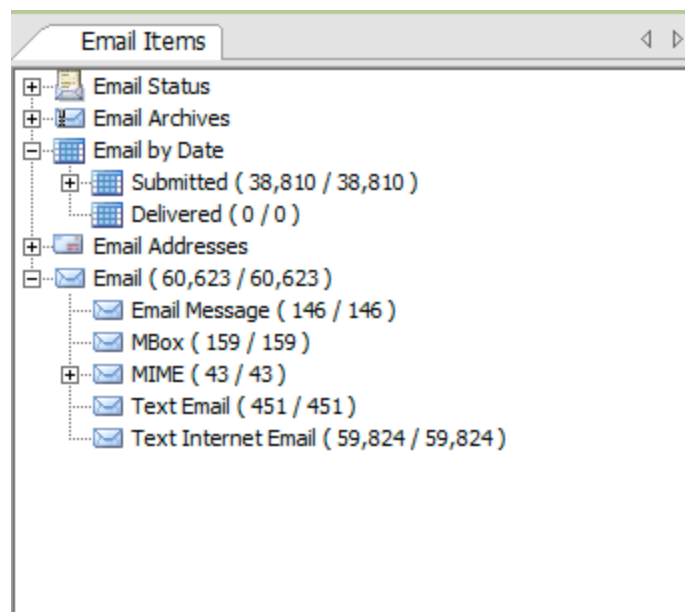 Email Items
Email Status
Email Archives
Email by Date
Submitted ( 38,810 / 38,810 )
Delivered ( 0 / 0 )
Email Addresses
Email ( 60,623 / 60,623 )
Email Message ( 146 / 146 )
MBox ( 159 / 159 )
MIME ( 43 / 43 )
Text Email ( 451 / 451 )
Text Internet Email ( 59,824 / 59,824 )